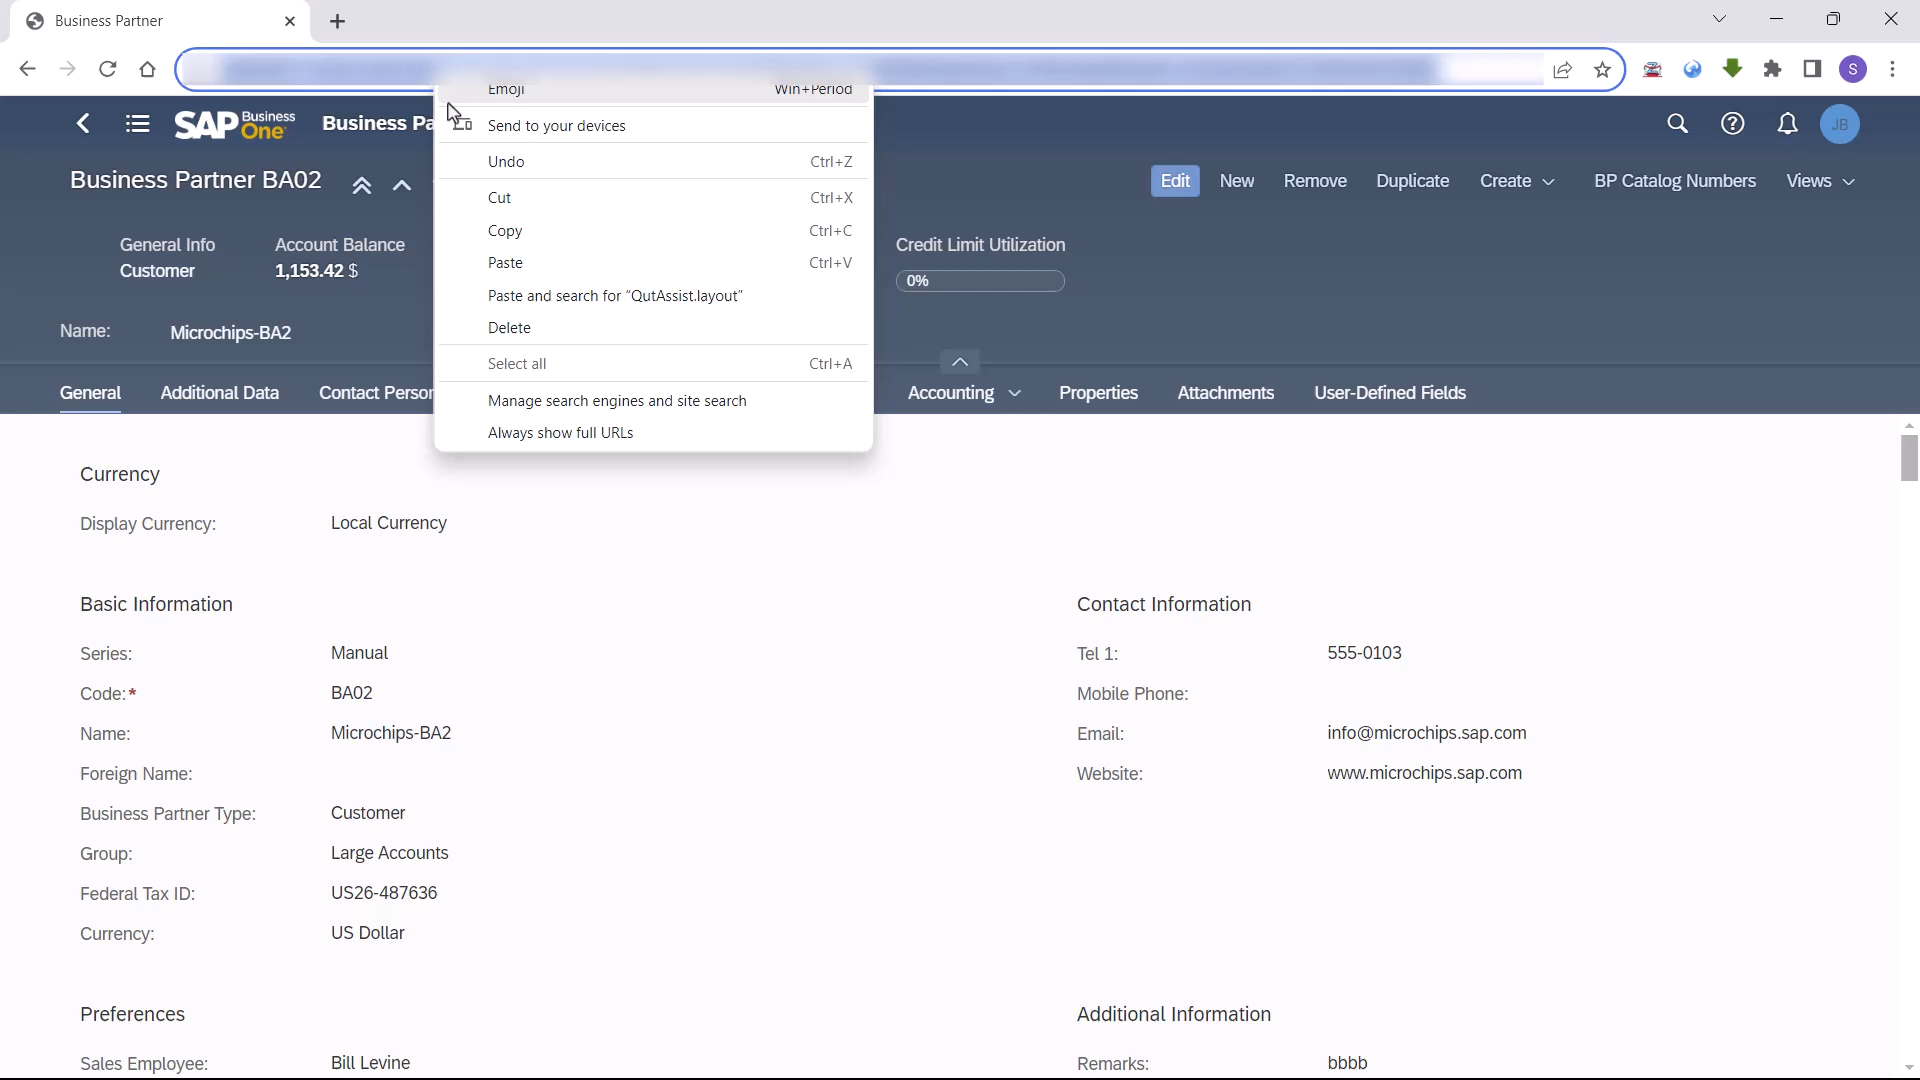 Business Partner
S
Emoji Win+Period
SAP Business One Business Pa
Send to your devices
JB
Undo Ctrl+Z
Business Partner BA02
Edit New Remove Duplicate Create BP Catalog Numbers Views
Cut Ctrl+X
Copy Ctrl+C
General Info Account Balance Credit Limit Utilization
Customer 1,153.42 $ 0%
Paste Ctrl+V
Paste and search for “QutAssist.layout”
Delete
Name: Microchips-BA2
Select all Ctrl+A
General Additional Data Contact Person Accounting Properties Attachments User-Defined Fields
Manage search engines and site search
Always show full URLs
Currency
Display Currency: Local Currency
Basic Information Contact Information
Series: Manual Tel 1: 555-0103
Code:* BA02 Mobile Phone:
Name: Microchips-BA2 Email: info@microchips.sap.com
Foreign Name: Website: www.microchips.sap.com
Business Partner Type: Customer
Group: Large Accounts
Federal Tax ID: US26-487636
Currency: US Dollar
Preferences Additional Information
Sales Employee: Bill Levine Remarks: bbbb